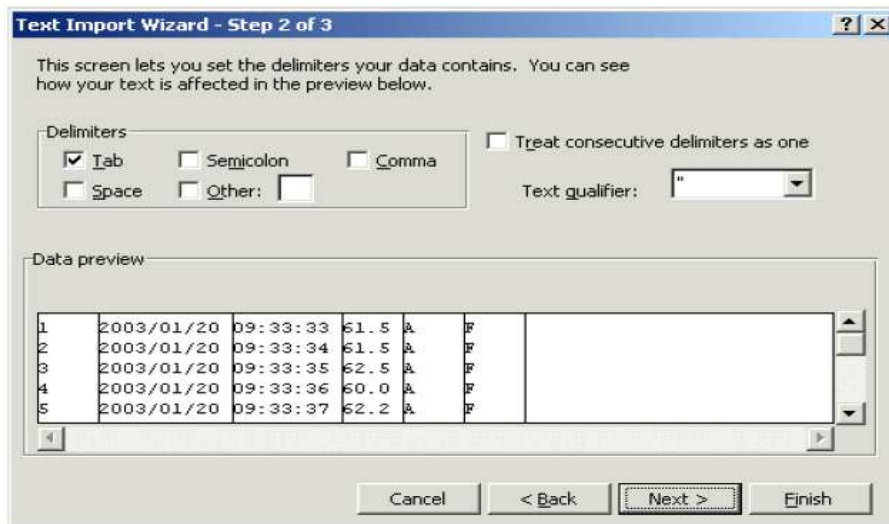 Text Import Wizard - Step 2 of 3
This screen lets you set the delimiters your data contains. You can see
how your text is affected in the preview below.
Delimiters
Tab Semicolon Comma
Space Other:
Treat consecutive delimiters as one
Text qualifier: "
Data preview
1 2003/01/20 09:33:33 61.5 A F
2 2003/01/20 09:33:34 61.5 A F
3 2003/01/20 09:33:35 62.5 A F
4 2003/01/20 09:33:36 60.0 A F
5 2003/01/20 09:33:37 62.2 A F
Cancel < Back Next > Finish